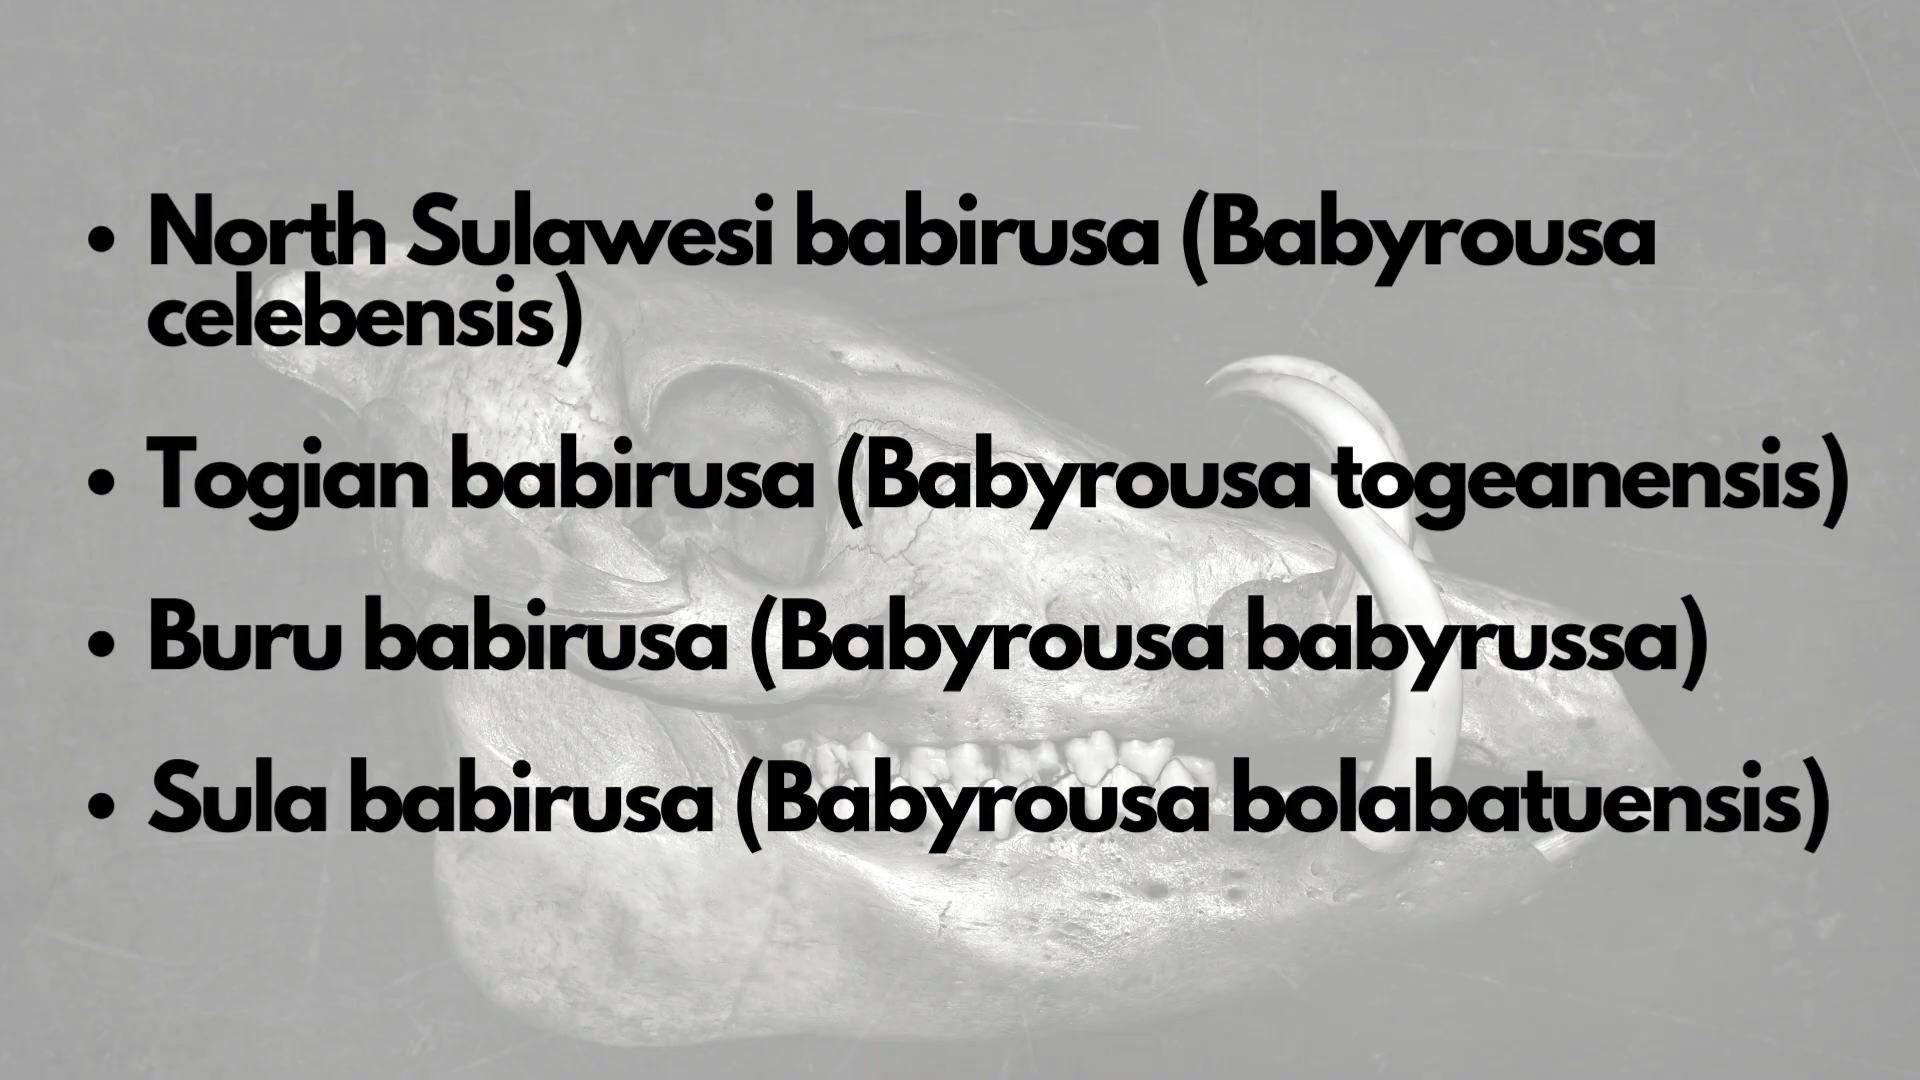 • North Sulawesi babirusa (Babyrousa
celebensis)
• Togian babirusa (Babyrousa togeanensis)
• Buru babirusa (Babyrousa babyrussa)
• Sula babirusa (Babyrousa bolabatuensis)